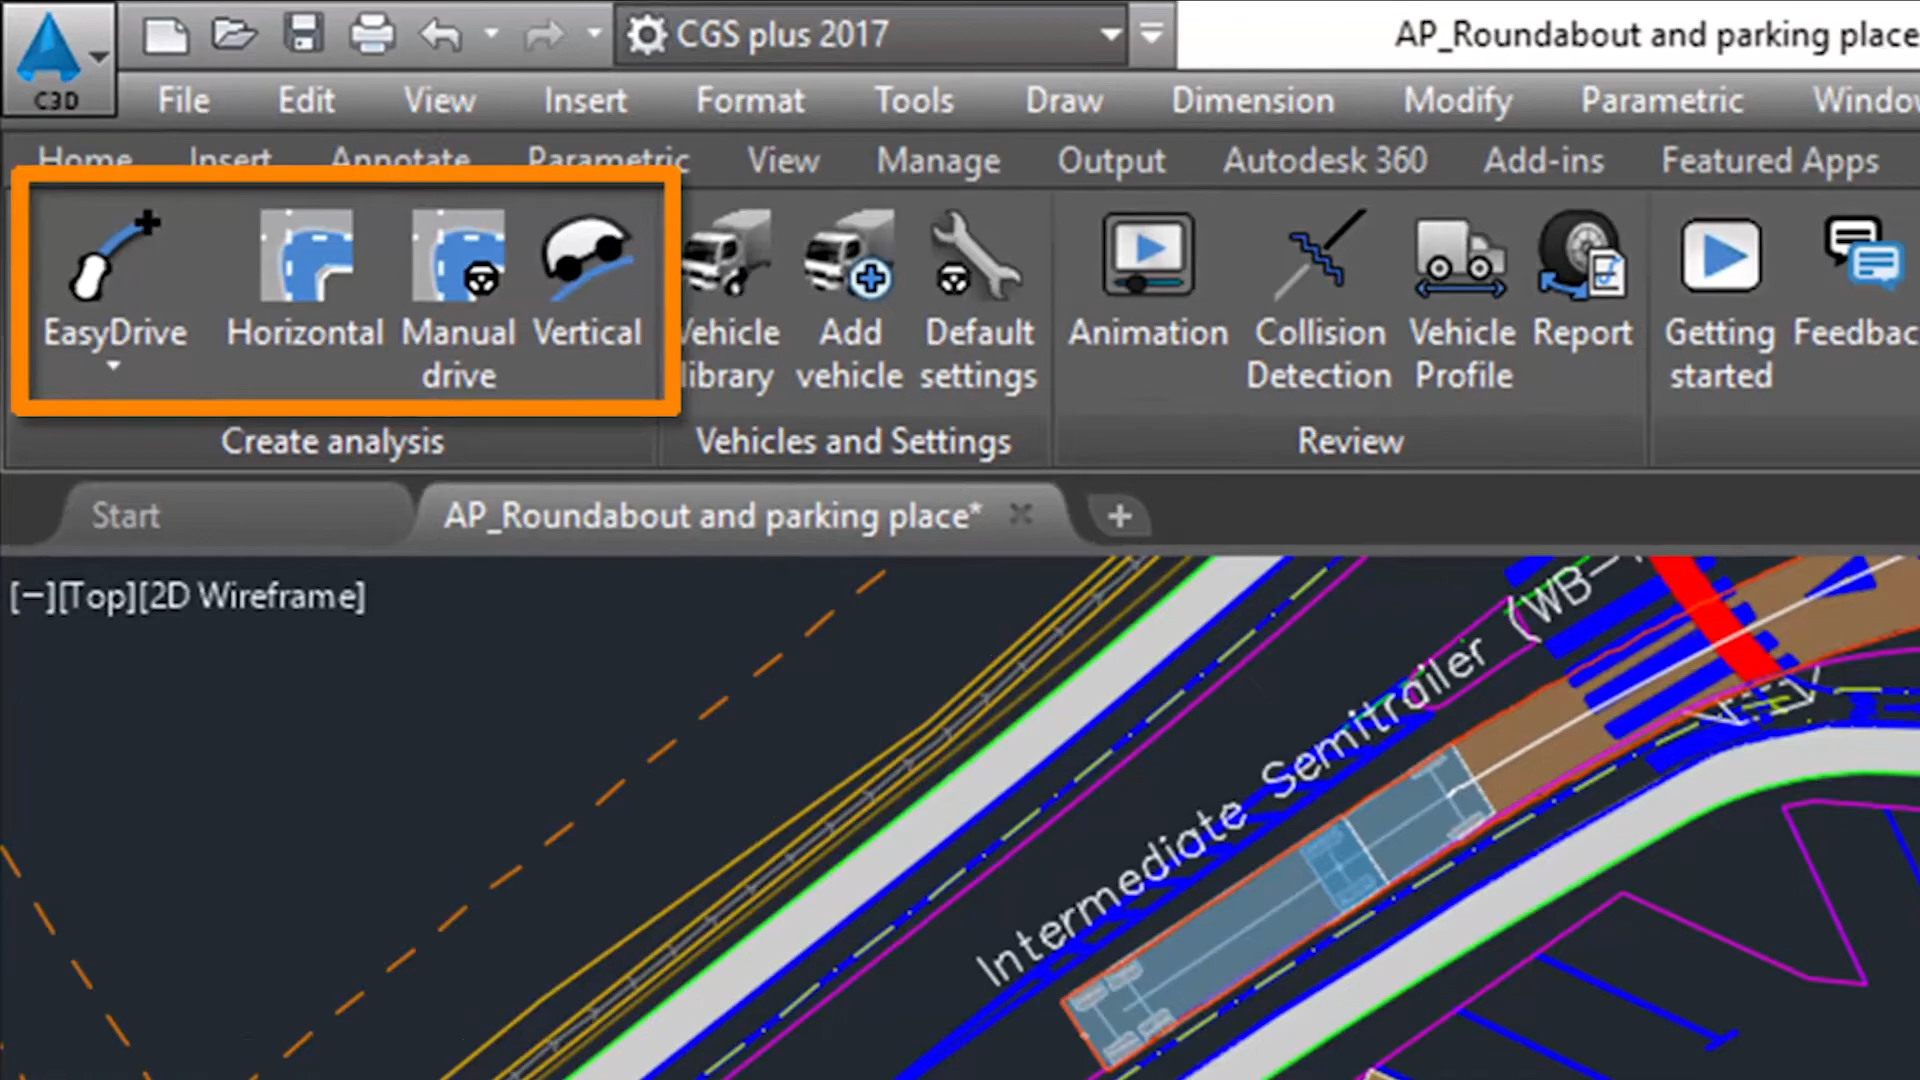 CGS plus 2017
AP_Roundabout and parking place
C3D
File Edit View Insert Format Tools Draw Dimension Modify Parametric Window
Home Insert Annotate Parametric View Manage Output Autodesk 360 Add-ins Featured Apps
EasyDrive Horizontal Manual drive Vertical Vehicle library Add vehicle Default settings Animation Collision Detection Vehicle Profile Report Getting started Feedbac
Create analysis Vehicles and Settings Review
Start AP_Roundabout and parking place*
[−][Top][2D Wireframe]
Intermediate Semitrailer (WB-